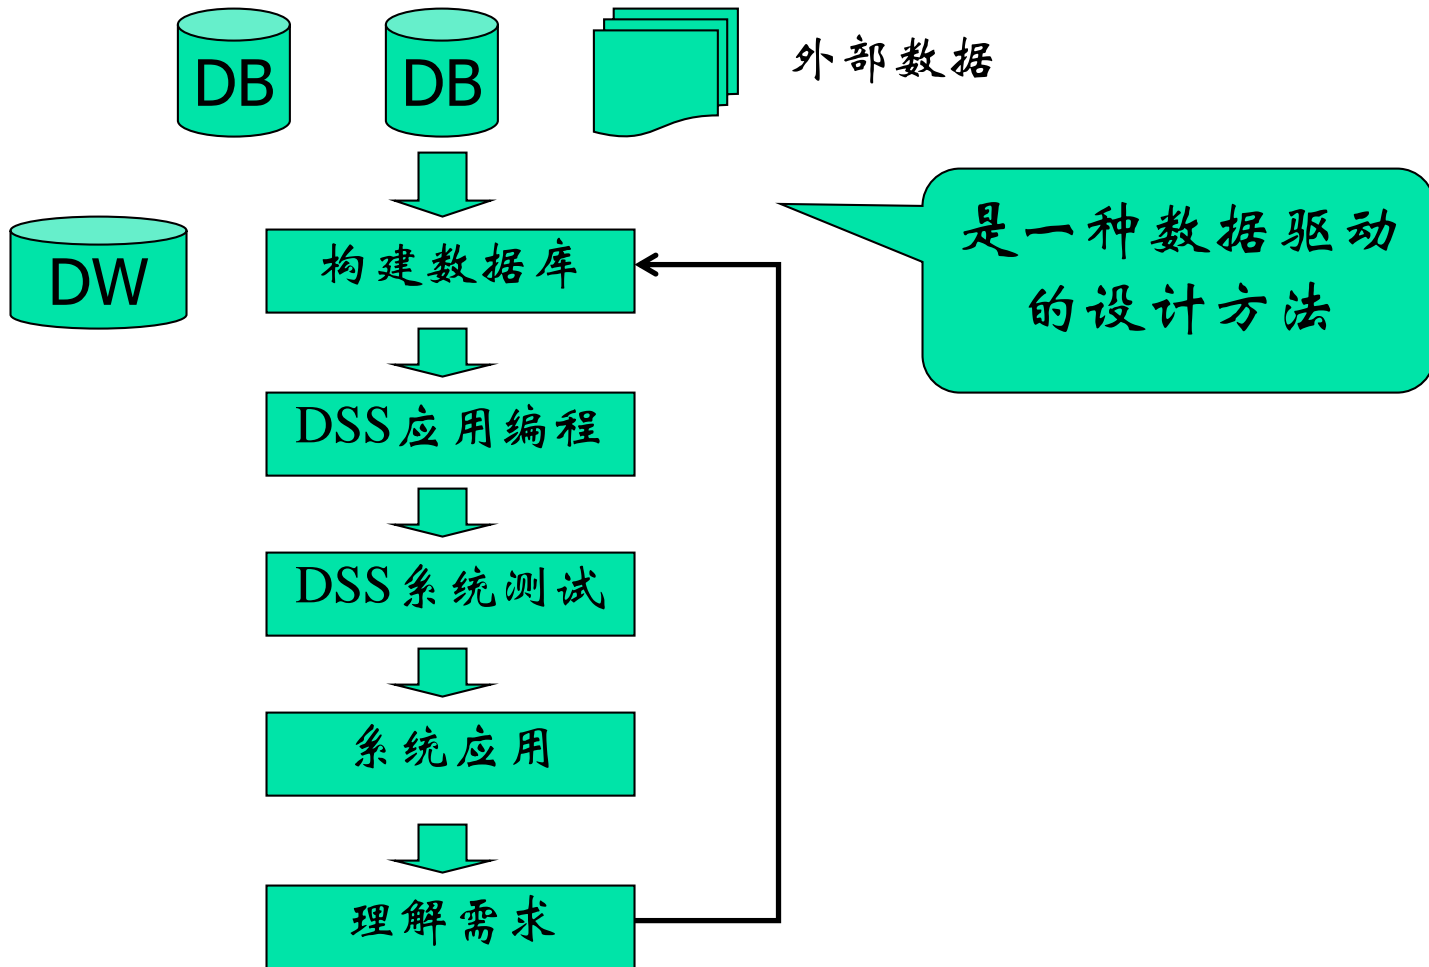 DB
DB
外部数据
DW
构建数据库
是一种数据驱动
的设计方法
DSS应用编程
DSS系统测试
系统应用
理解需求